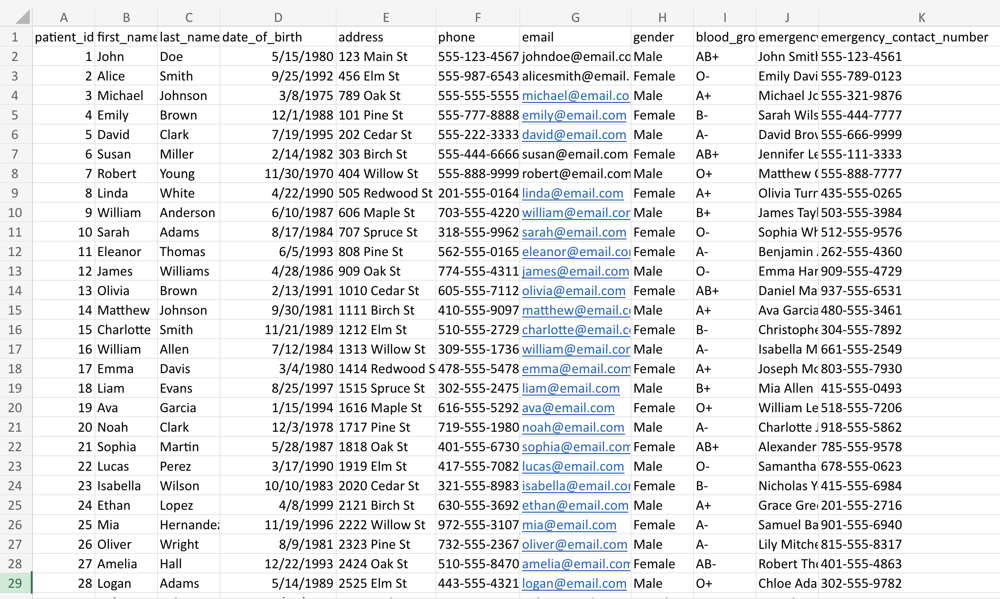 A B C D E F G H I J K
1 patient_id first_name last_name date_of_birth address phone email gender blood_gro emergency emergency_contact_number
2 1 John Doe 5/15/1980 123 Main St 555-123-4567 johndoe@email.co Male AB+ John Smith 555-123-4561
3 2 Alice Smith 9/25/1992 456 Elm St 555-987-6543 alicesmith@email. Female O- Emily Davi 555-789-0123
4 3 Michael Johnson 3/8/1975 789 Oak St 555-555-5555 michael@email.co Male A+ Michael Jo 555-321-9876
5 4 Emily Brown 12/1/1988 101 Pine St 555-777-8888 emily@email.com Female B- Sarah Wils 555-444-7777
6 5 David Clark 7/19/1995 202 Cedar St 555-222-3333 david@email.com Male A- David Brow 555-666-9999
7 6 Susan Miller 2/14/1982 303 Birch St 555-444-6666 susan@email.com Female AB+ Jennifer Le 555-111-3333
8 7 Robert Young 11/30/1970 404 Willow St 555-888-9999 robert@email.com Male O+ Matthew 555-888-7777
9 8 Linda White 4/22/1990 505 Redwood St 201-555-0164 linda@email.com Female A+ Olivia Turn 435-555-0265
10 9 William Anderson 6/10/1987 606 Maple St 703-555-4220 william@email.com Male B+ James Tayl 503-555-3984
11 10 Sarah Adams 8/17/1984 707 Spruce St 318-555-9962 sarah@email.com Female O- Sophia Wh 512-555-9576
12 11 Eleanor Thomas 6/5/1993 808 Pine St 562-555-0165 eleanor@email.com Female A- Benjamin 262-555-4360
13 12 James Williams 4/28/1986 909 Oak St 774-555-4311 james@email.com Male O- Emma Har 909-555-4729
14 13 Olivia Brown 2/13/1991 1010 Cedar St 605-555-7112 olivia@email.com Female AB+ Daniel Ma 937-555-6531
15 14 Matthew Johnson 9/30/1981 1111 Birch St 410-555-9097 matthew@email.co Male A+ Ava Garcia 480-555-3461
16 15 Charlotte Smith 11/21/1989 1212 Elm St 510-555-2729 charlotte@email.co Female B- Christophe 304-555-7892
17 16 William Allen 7/12/1984 1313 Willow St 309-555-1736 william@email.com Male A- Isabella M 661-555-2549
18 17 Emma Davis 3/4/1980 1414 Redwood S 478-555-5478 emma@email.com Female A+ Joseph Mo 803-555-7930
19 18 Liam Evans 8/25/1997 1515 Spruce St 302-555-2475 liam@email.com Male B+ Mia Allen 415-555-0493
20 19 Ava Garcia 1/15/1994 1616 Maple St 616-555-5292 ava@email.com Female O+ William Le 518-555-7206
21 20 Noah Clark 12/3/1978 1717 Pine St 719-555-1980 noah@email.com Male A- Charlotte J 918-555-5862
22 21 Sophia Martin 5/28/1987 1818 Oak St 401-555-6730 sophia@email.com Female AB+ Alexander 785-555-9578
23 22 Lucas Perez 3/17/1990 1919 Elm St 417-555-7082 lucas@email.com Male O- Samantha 678-555-0623
24 23 Isabella Wilson 10/10/1983 2020 Cedar St 321-555-8983 isabella@email.com Female B- Nicholas Y 415-555-6984
25 24 Ethan Lopez 4/8/1999 2121 Birch St 630-555-3692 ethan@email.com Male A+ Grace Gree 201-555-2716
26 25 Mia Hernandez 11/19/1996 2222 Willow St 972-555-3107 mia@email.com Female A- Samuel Ba 901-555-6940
27 26 Oliver Wright 8/9/1981 2323 Pine St 732-555-2367 oliver@email.com Male A- Lily Mitche 815-555-8317
28 27 Amelia Hall 12/22/1993 2424 Oak St 510-555-8470 amelia@email.com Female AB- Robert Tho 401-555-4863
29 28 Logan Adams 5/14/1989 2525 Elm St 443-555-4321 logan@email.com Male O+ Chloe Ada 302-555-9782